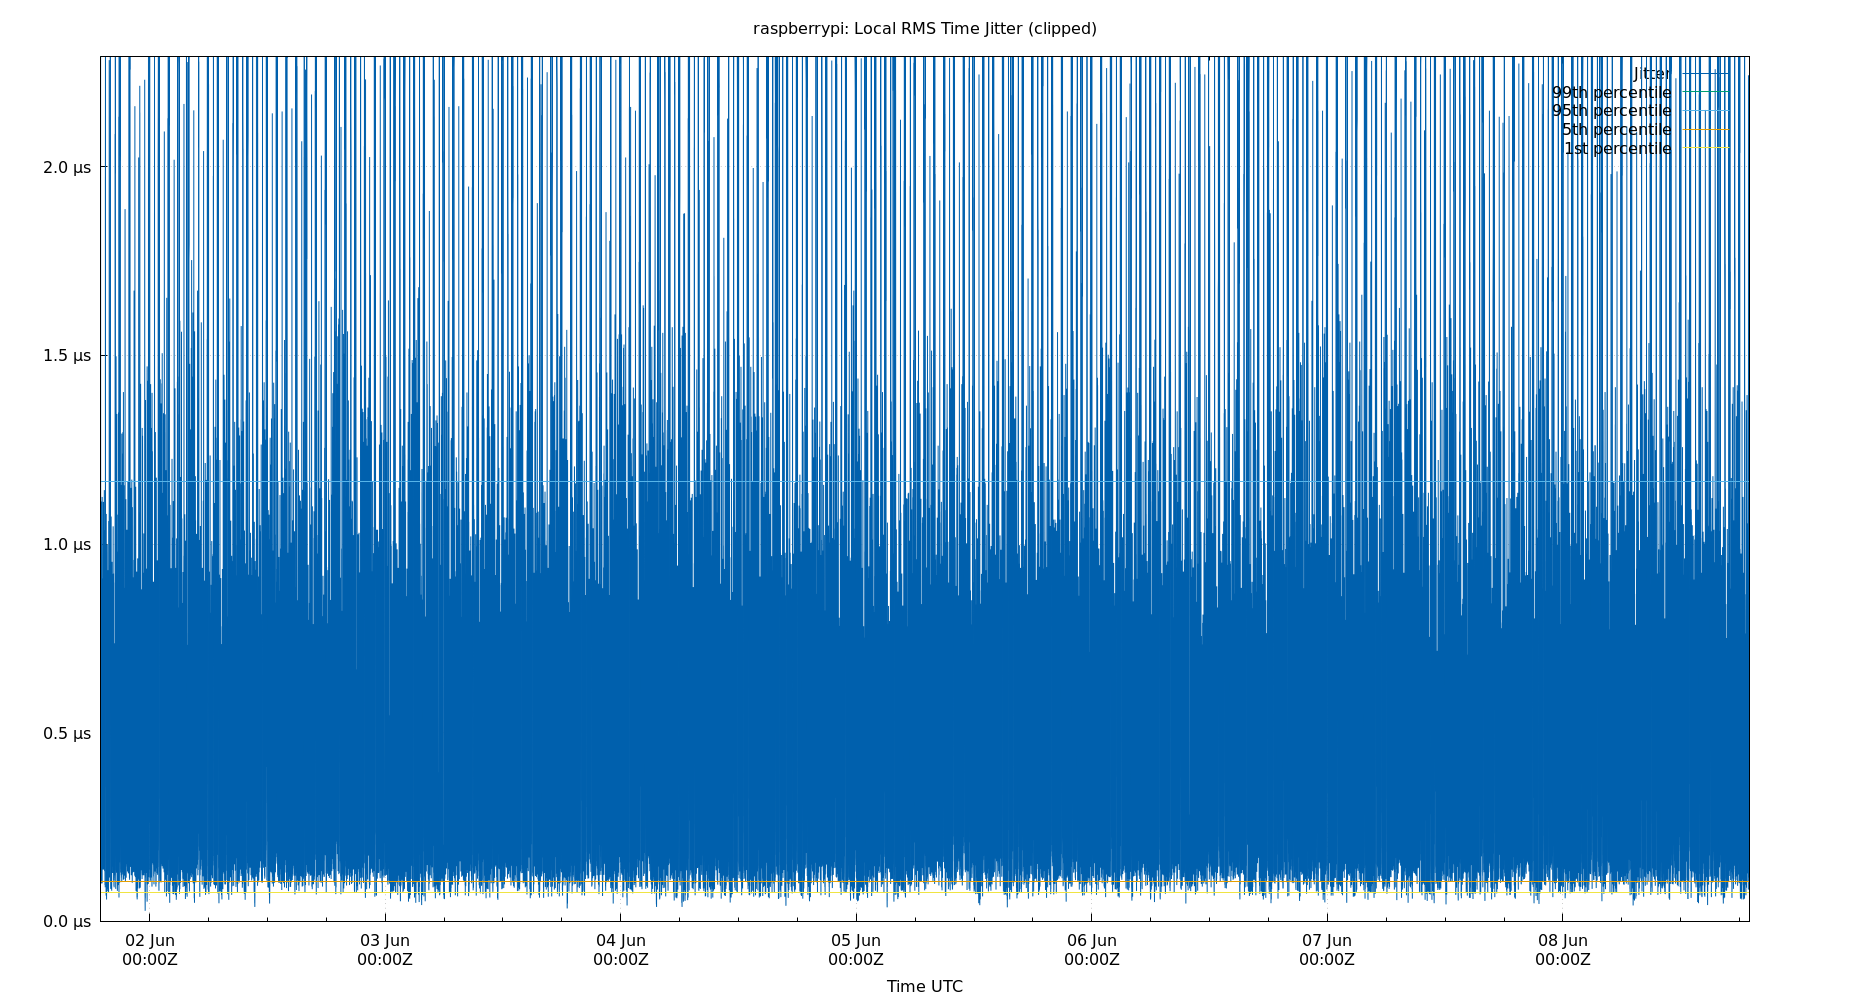 raspberrypi: Local RMS Time Jitter (clipped)
Jitter
99th percentile
95th percentile
5th percentile
1st percentile
2.0 µs
1.5 µs
1.0 µs
0.5 µs
0.0 µs
02 Jun 03 Jun 04 Jun 05 Jun 06 Jun 07 Jun 08 Jun
00:00Z 00:00Z 00:00Z 00:00Z 00:00Z 00:00Z 00:00Z
Time UTC